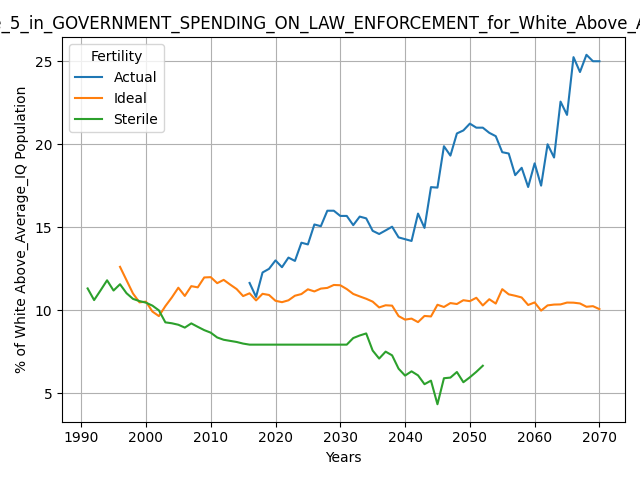 _5_in_GOVERNMENT_SPENDING_ON_LAW_ENFORCEMENT_for_White_Above_A
Fertility
Actual
Ideal
Sterile
% of White Above_Average_IQ Population
25
20
15
10
5
1990 2000 2010 2020 2030 2040 2050 2060 2070
Years